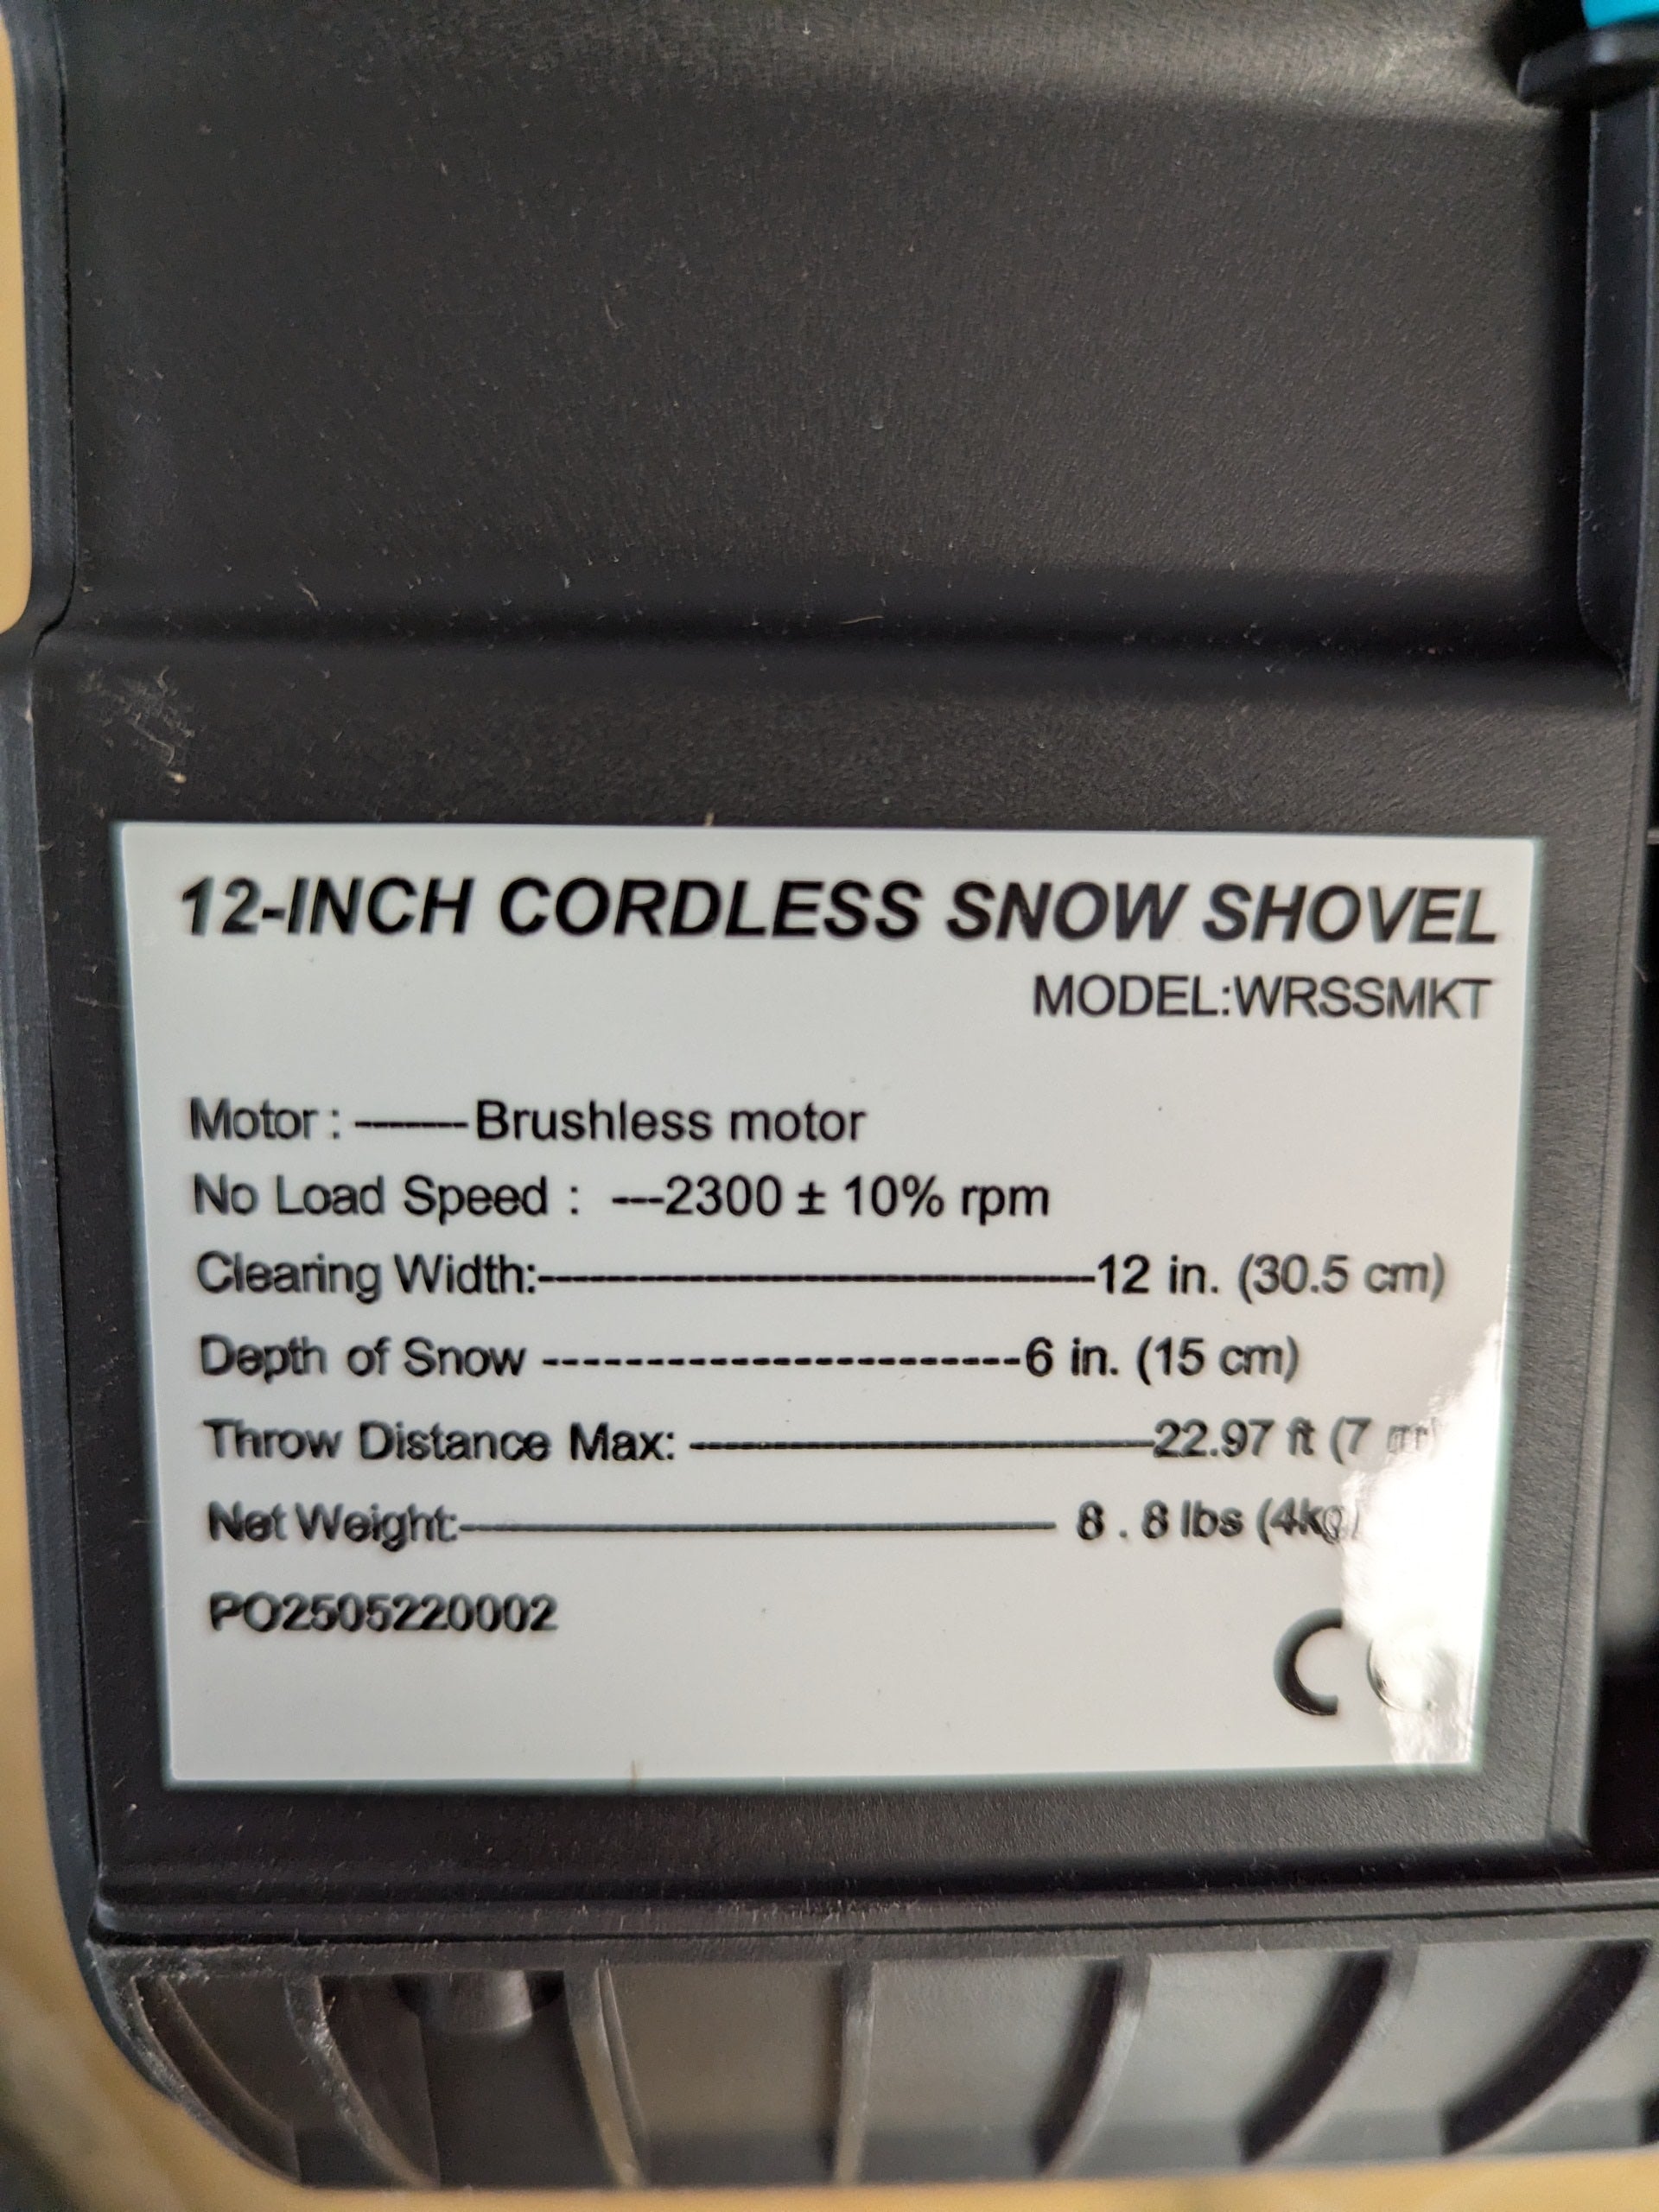 12-INCH CORDLESS SNOW SHOVEL
MODEL:WRSSMKT
Motor : -------Brushless motor
No Load Speed : ---2300 ± 10% rpm
Clearing Width:----------------------------------12 in. (30.5 cm)
Depth of Snow -----------------------6 in. (15 cm)
Throw Distance Max: ----------------------------22.97 ft (7 m)
Net Weight:------------------------------------ 8 . 8 lbs (4kg)
PO2505220002